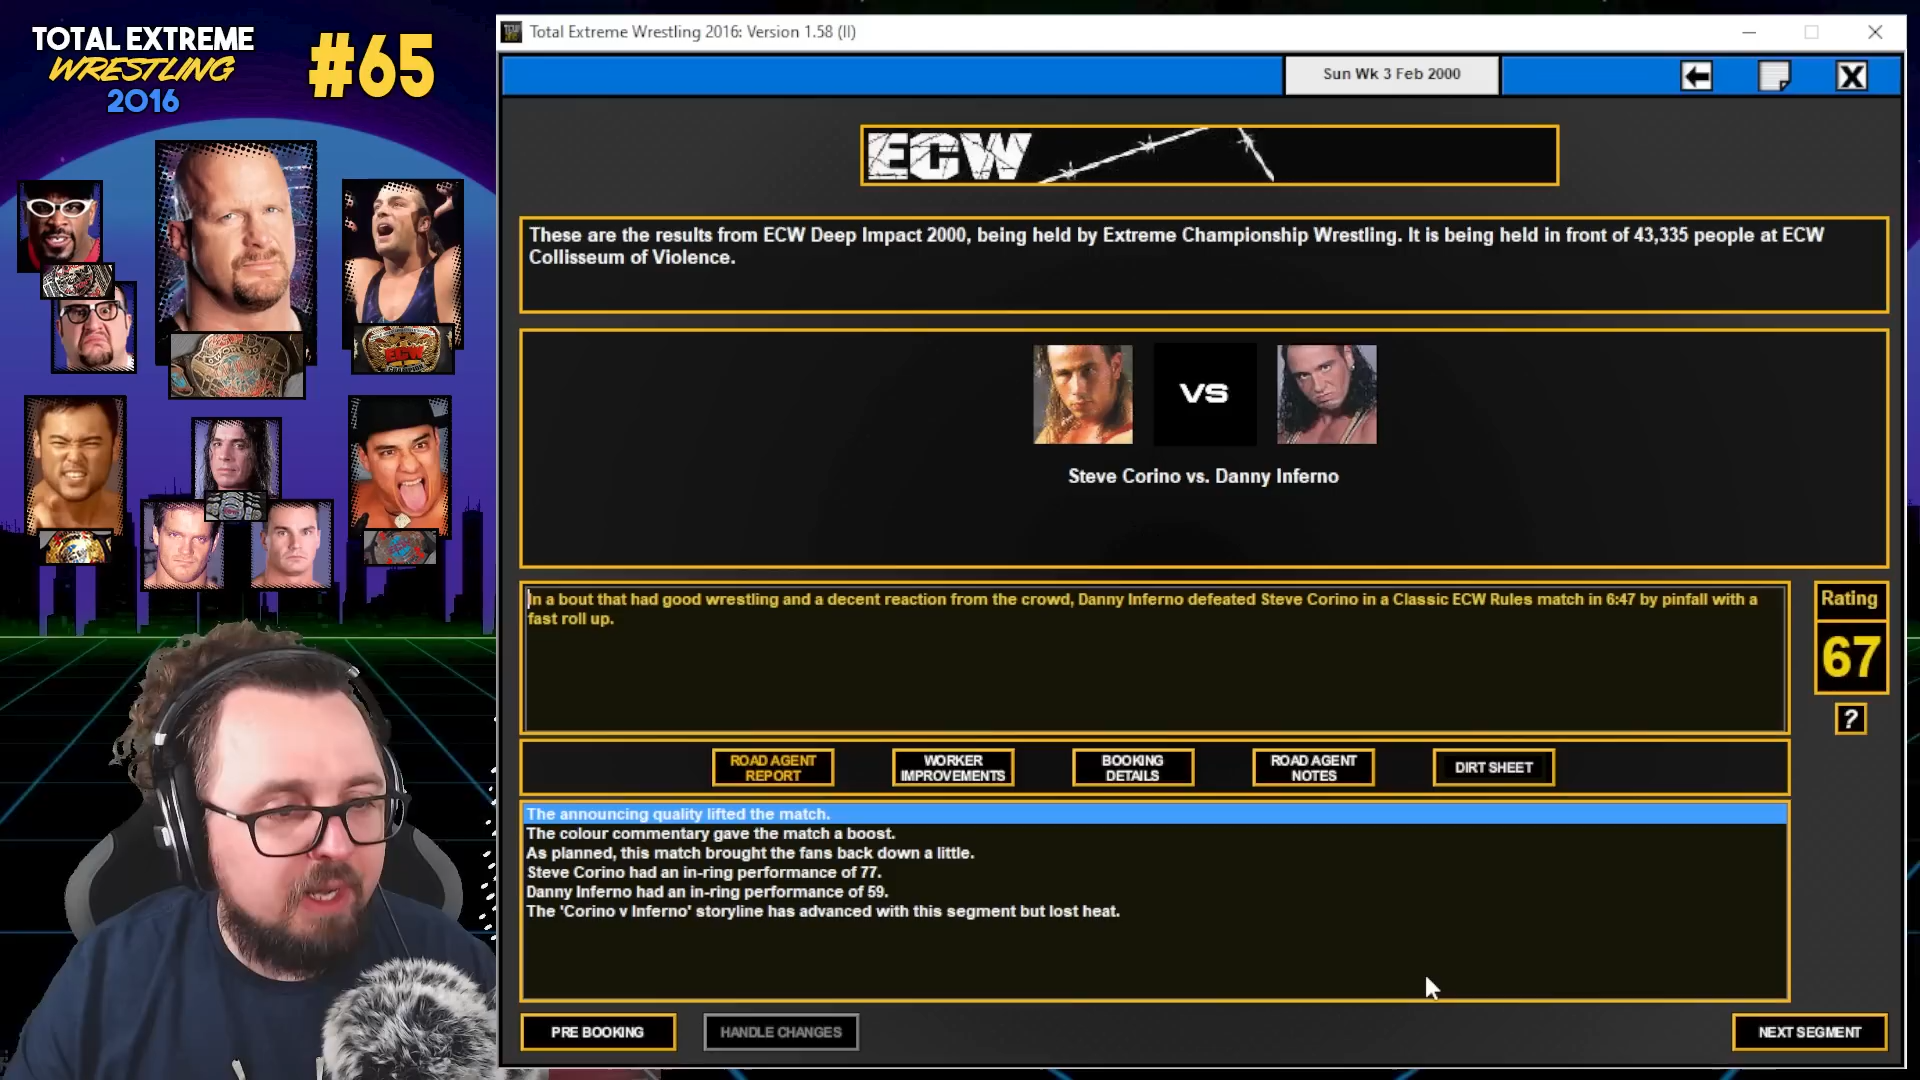 TOTAL EXTREME
WRESTLING
2016
#65
Total Extreme Wrestling 2016: Version 1.58 (II)
Sun Wk 3 Feb 2000
ECW
These are the results from ECW Deep Impact 2000, being held by Extreme Championship Wrestling. It is being held in front of 43,335 people at ECW
Collisseum of Violence.
VS
Steve Corino vs. Danny Inferno
In a bout that had good wrestling and a decent reaction from the crowd, Danny Inferno defeated Steve Corino in a Classic ECW Rules match in 6:47 by pinfall with a
fast roll up.
Rating
67
?
ROAD AGENT
REPORT
WORKER
IMPROVEMENTS
BOOKING
DETAILS
ROAD AGENT
NOTES
DIRT SHEET
The announcing quality lifted the match.
The colour commentary gave the match a boost.
As planned, this match brought the fans back down a little.
Steve Corino had an in-ring performance of 77.
Danny Inferno had an in-ring performance of 59.
The 'Corino v Inferno' storyline has advanced with this segment but lost heat.
PRE BOOKING
HANDLE CHANGES
NEXT SEGMENT